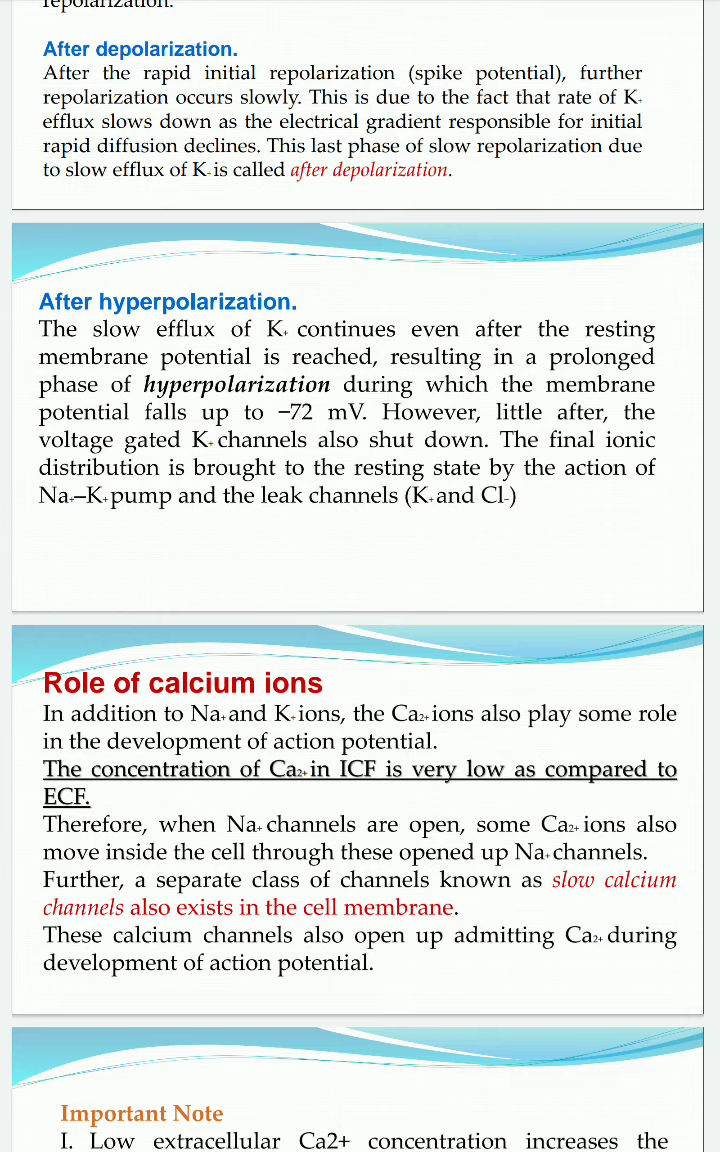 repolarization.
After depolarization.
After the rapid initial repolarization (spike potential), further
repolarization occurs slowly. This is due to the fact that rate of K+
efflux slows down as the electrical gradient responsible for initial
rapid diffusion declines. This last phase of slow repolarization due
to slow efflux of K+ is called after depolarization.
After hyperpolarization.
The slow efflux of K+ continues even after the resting
membrane potential is reached, resulting in a prolonged
phase of hyperpolarization during which the membrane
potential falls up to −72 mV. However, little after, the
voltage gated K+ channels also shut down. The final ionic
distribution is brought to the resting state by the action of
Na+–K+ pump and the leak channels (K+ and Cl-)
Role of calcium ions
In addition to Na+ and K+ ions, the Ca2+ ions also play some role
in the development of action potential.
The concentration of Ca2+ in ICF is very low as compared to
ECF.
Therefore, when Na+ channels are open, some Ca2+ ions also
move inside the cell through these opened up Na+ channels.
Further, a separate class of channels known as slow calcium
channels also exists in the cell membrane.
These calcium channels also open up admitting Ca2+ during
development of action potential.
Important Note
I. Low extracellular Ca2+ concentration increases the